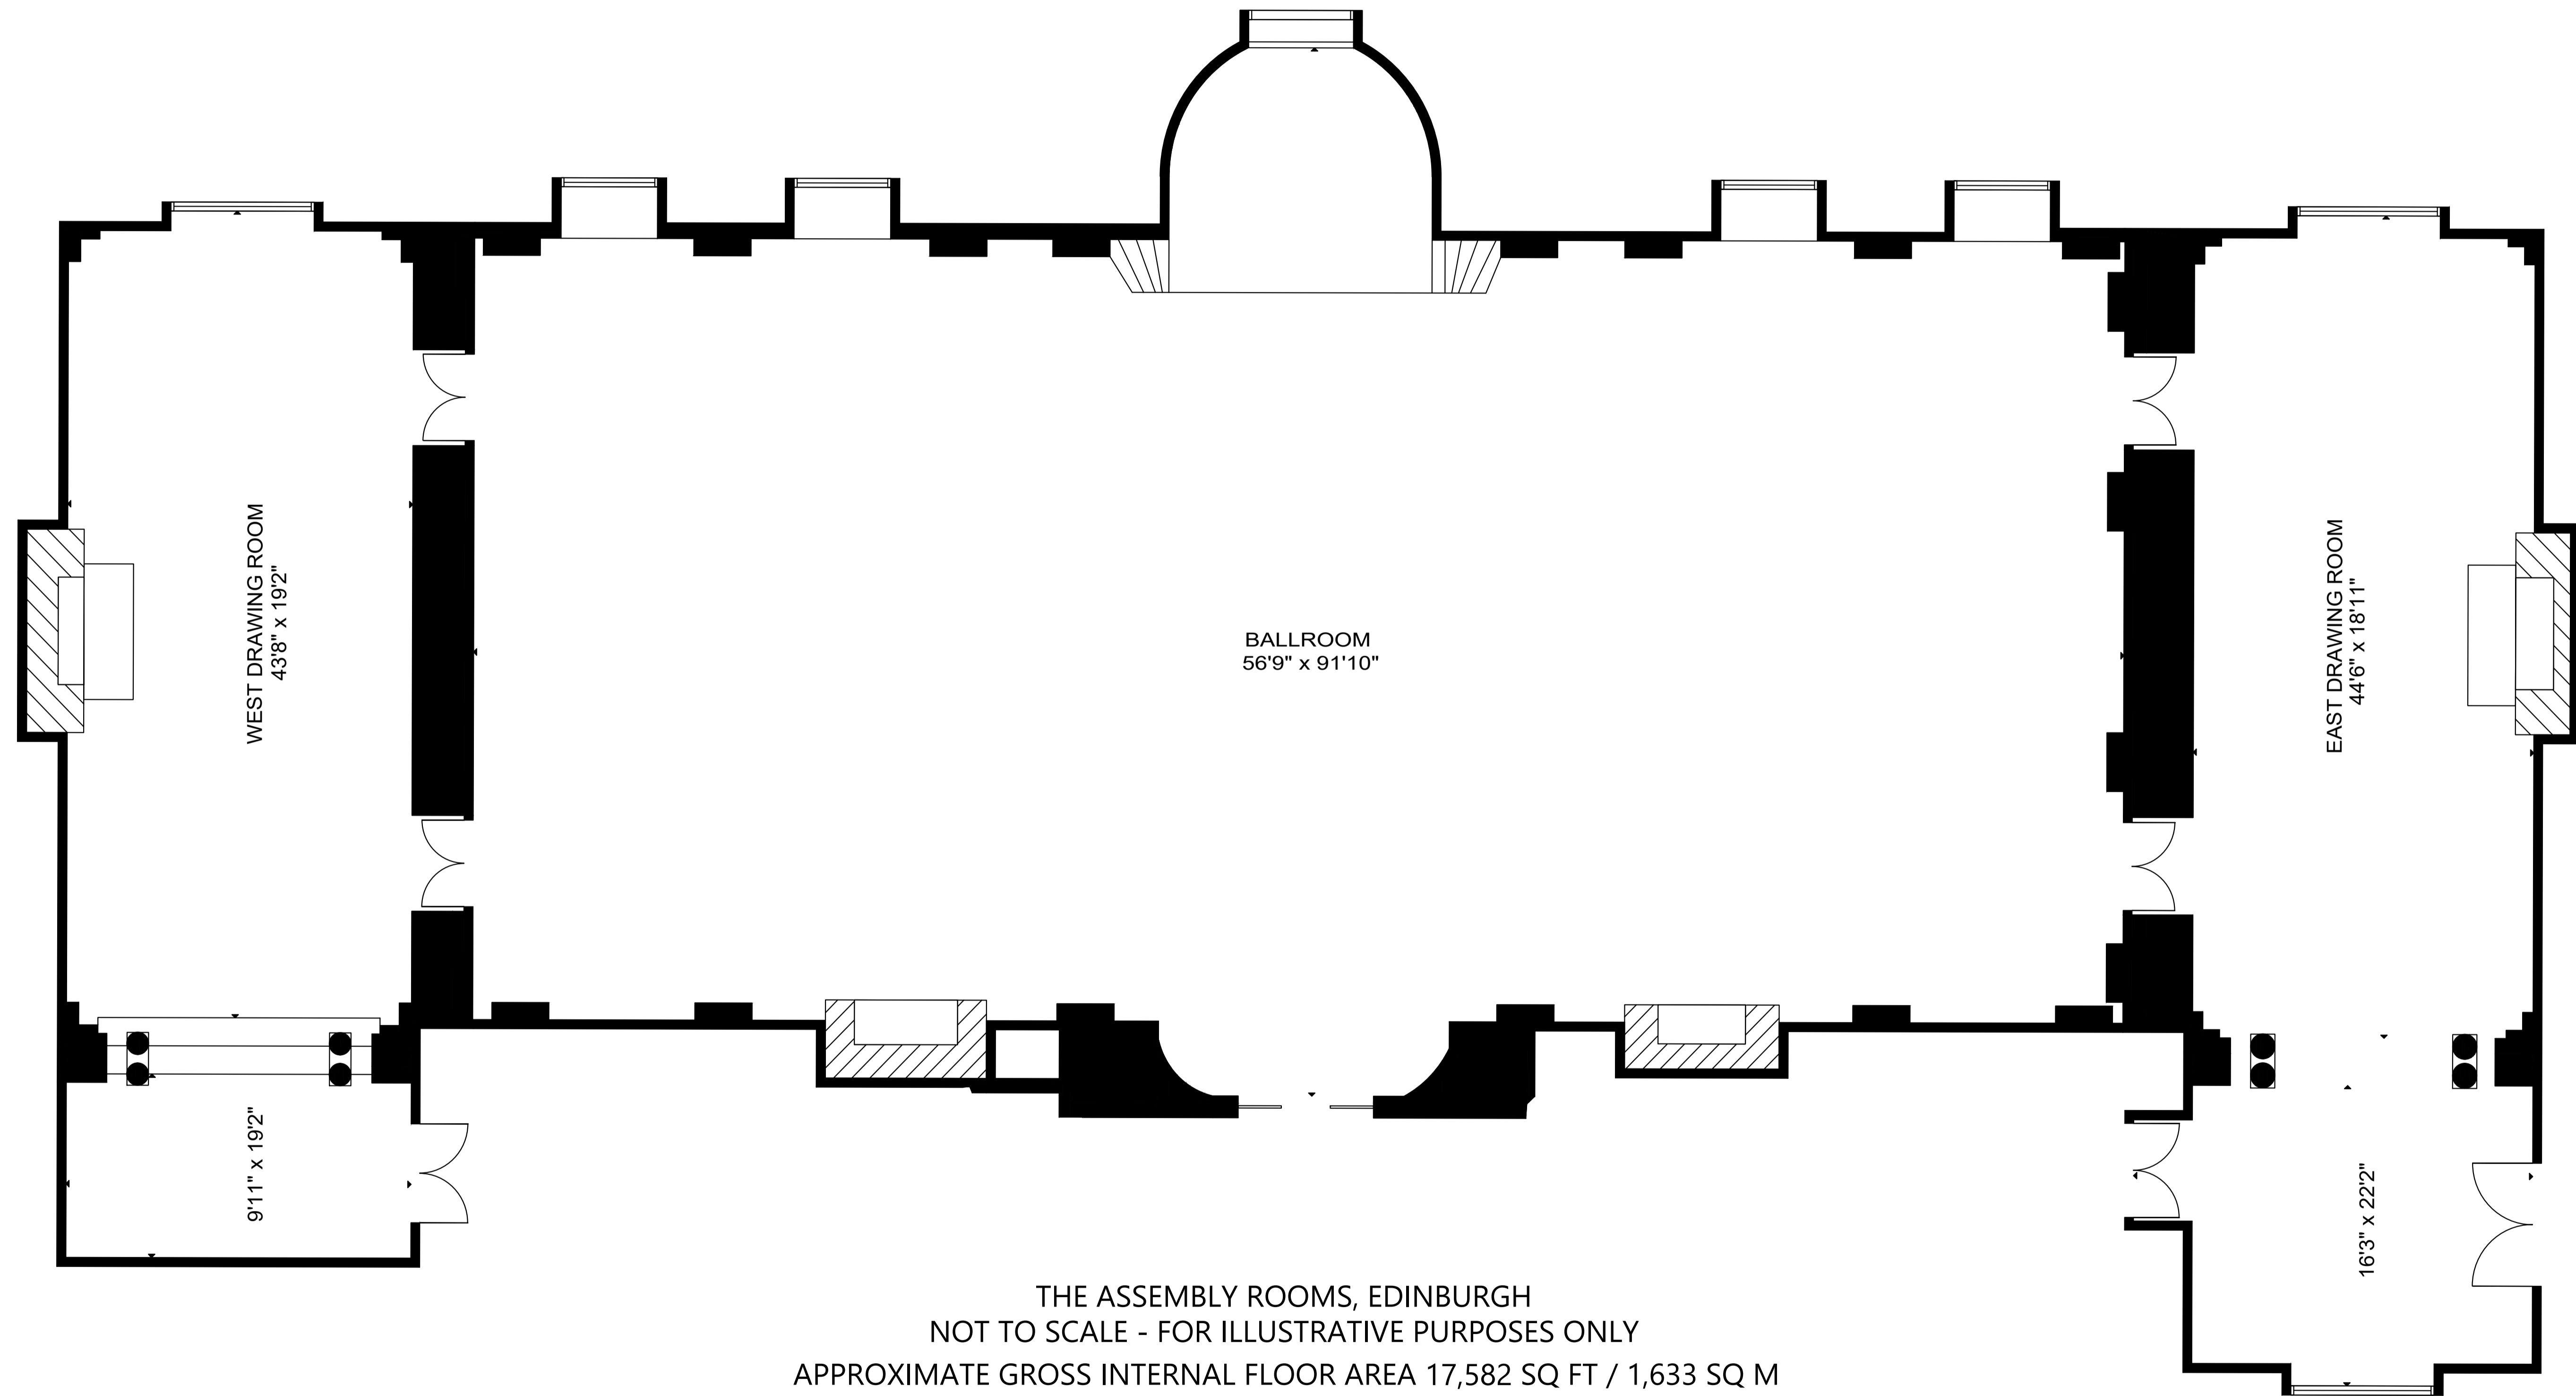 WEST DRAWING ROOM
43'8" x 19'2"
BALLROOM
56'9" x 91'10"
EAST DRAWING ROOM
44'6" x 18'11"
9'11" x 19'2"
16'3" x 22'2"
THE ASSEMBLY ROOMS, EDINBURGH
NOT TO SCALE - FOR ILLUSTRATIVE PURPOSES ONLY
APPROXIMATE GROSS INTERNAL FLOOR AREA 17,582 SQ FT / 1,633 SQ M